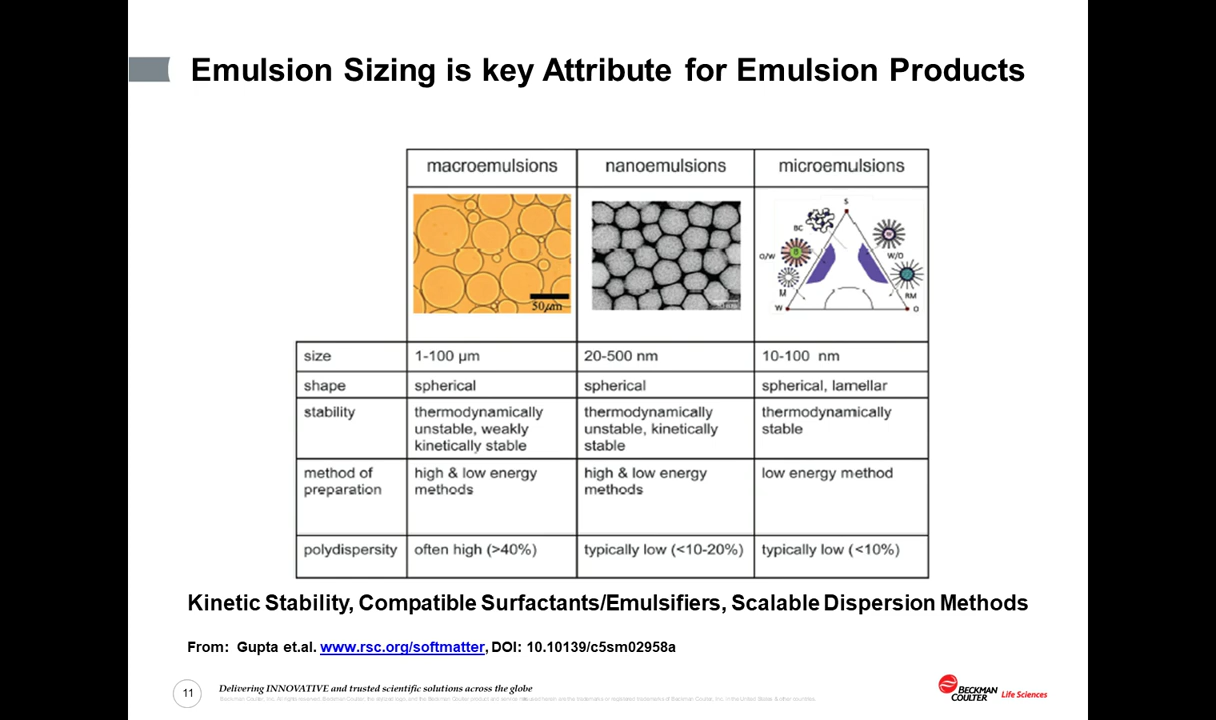 Emulsion Sizing is key Attribute for Emulsion Products
macroemulsions nanoemulsions microemulsions
50μm
S
BC
O/W
W/O
M
RM
W
O
size 1-100 μm 20-500 nm 10-100 nm
shape spherical spherical spherical, lamellar
stability thermodynamically unstable, weakly kinetically stable thermodynamically unstable, kinetically stable thermodynamically stable
method of preparation high & low energy methods high & low energy methods low energy method
polydispersity often high (>40%) typically low (<10-20%) typically low (<10%)
Kinetic Stability, Compatible Surfactants/Emulsifiers, Scalable Dispersion Methods
From: Gupta et.al. www.rsc.org/softmatter, DOI: 10.10139/c5sm02958a
11
Delivering INNOVATIVE and trusted scientific solutions across the globe
BECKMAN
COULTER
Life Sciences